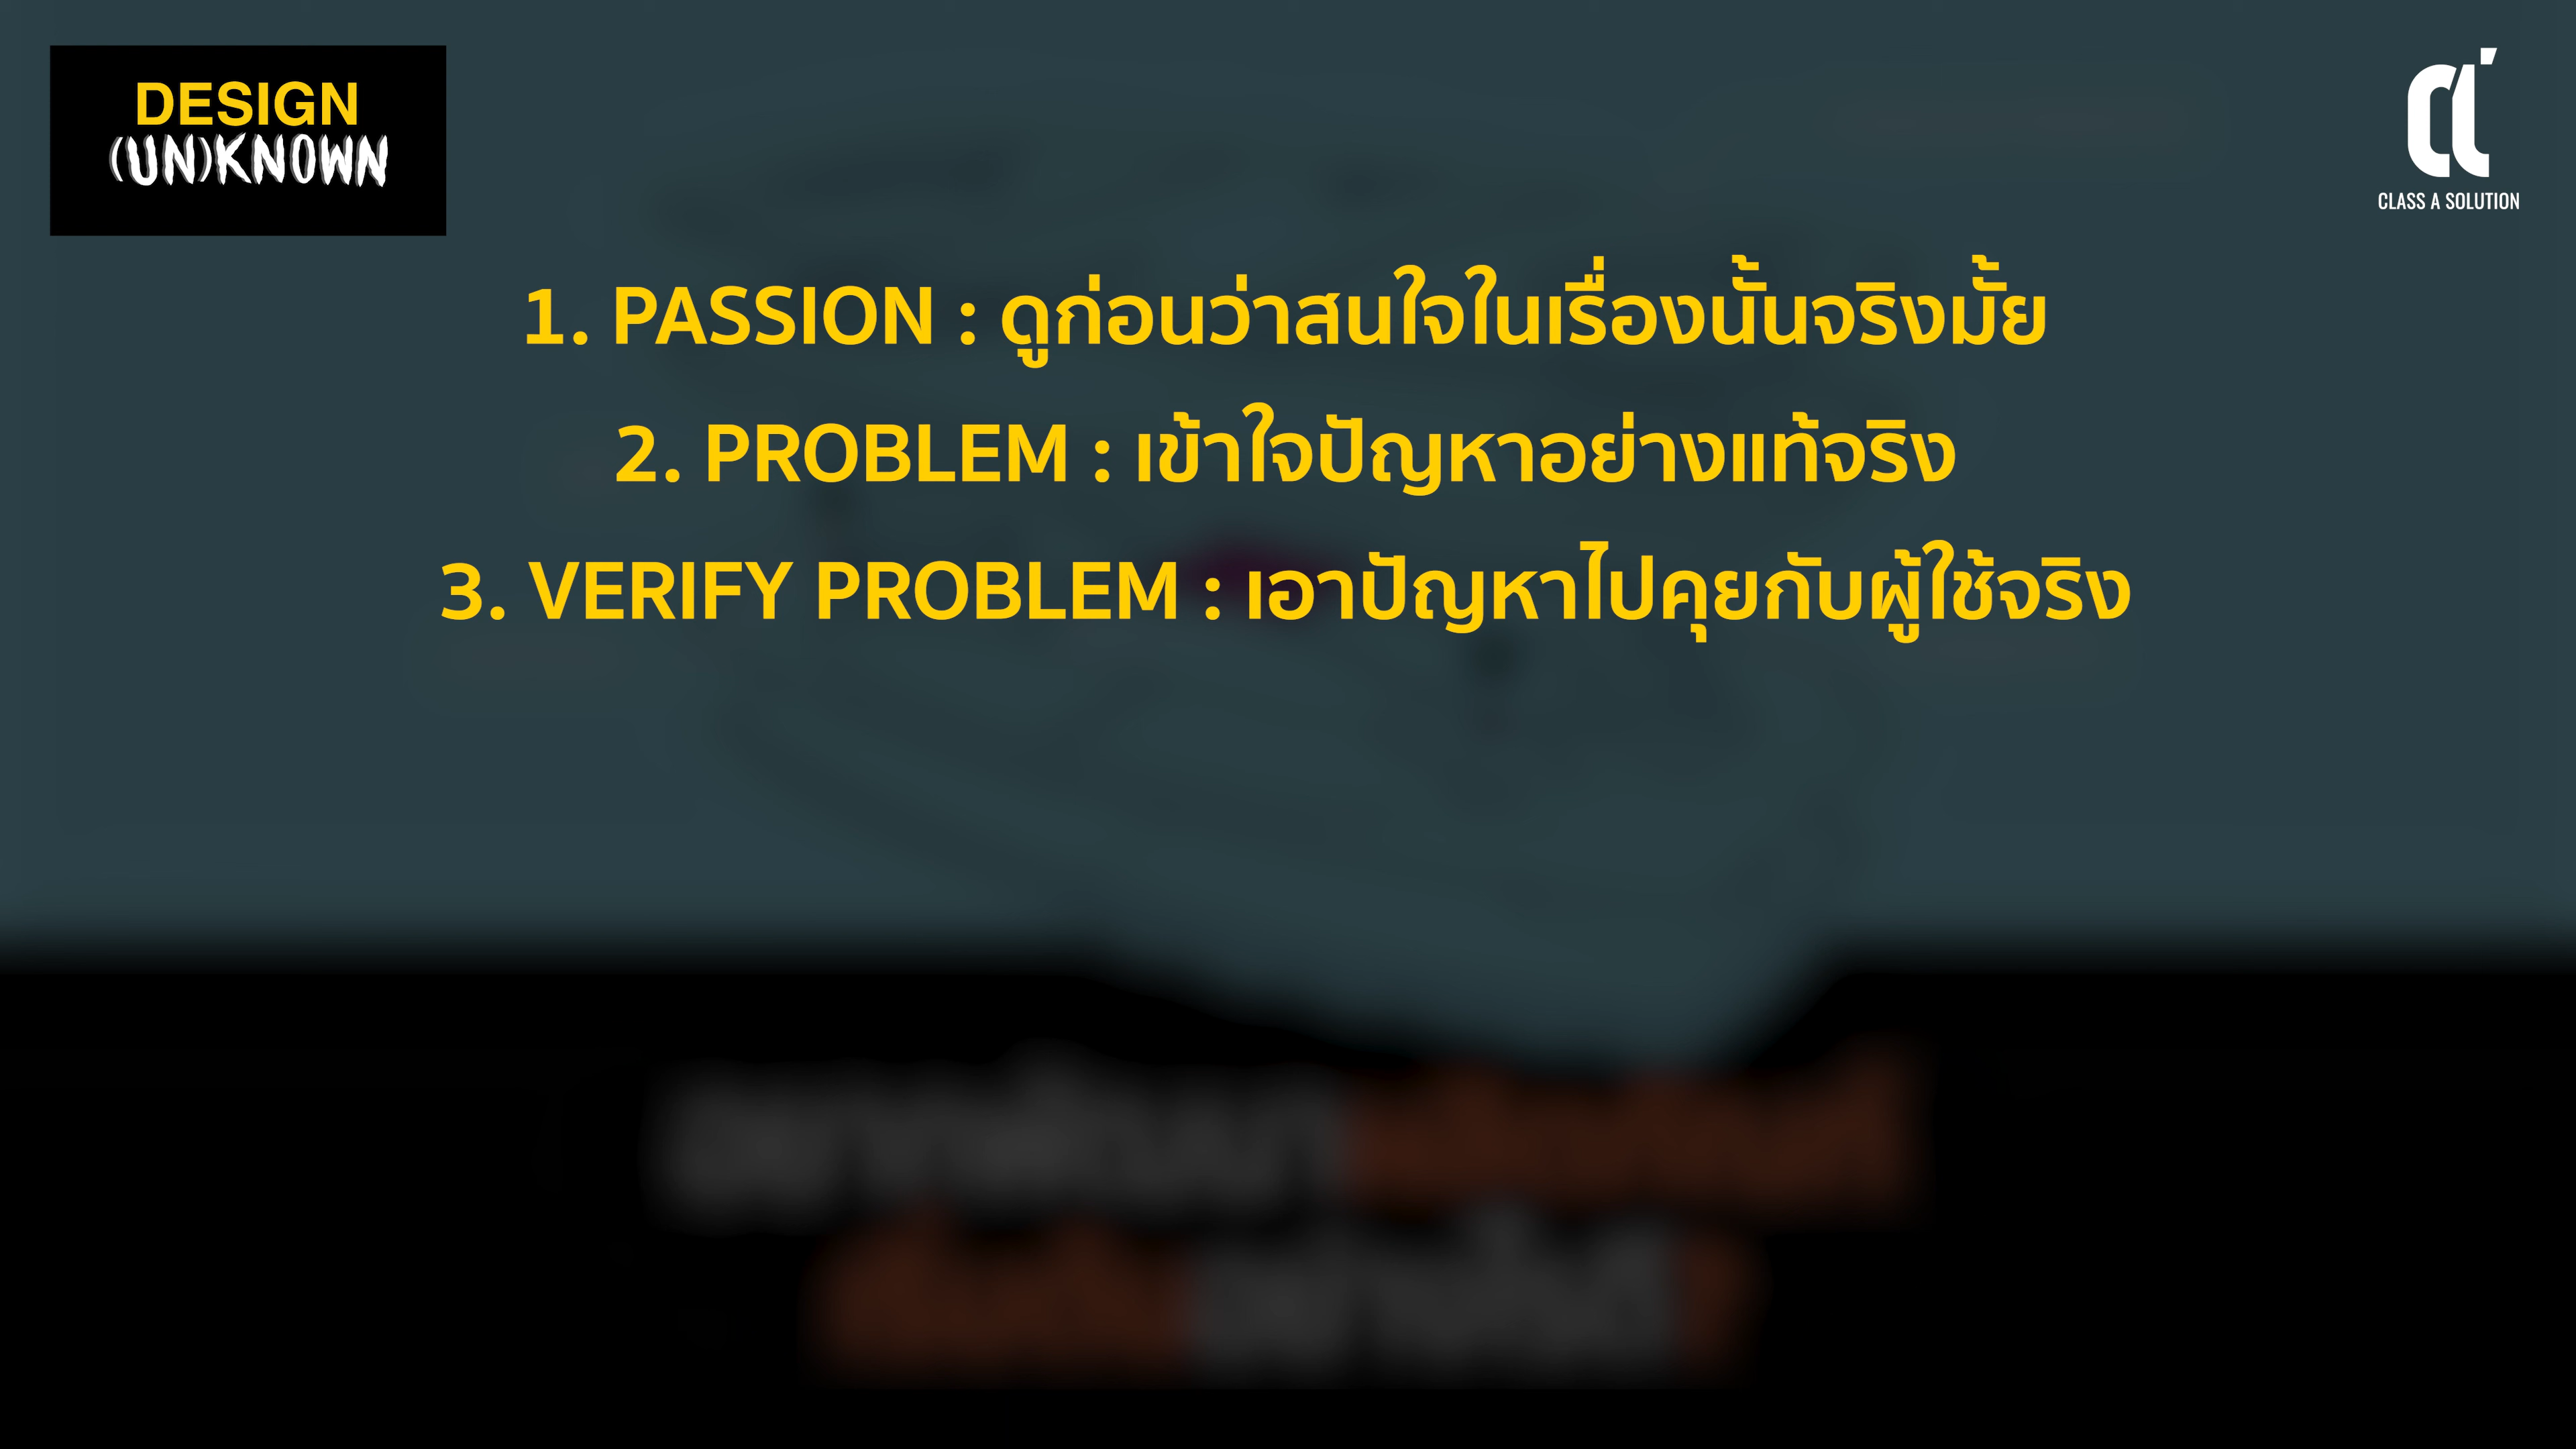 DESIGN
(UN)KNOWN
CLASS A SOLUTION
1. PASSION : ดูก่อนว่าสนใจในเรื่องนั้นจริงมั้ย
2. PROBLEM : เข้าใจปัญหาอย่างแท้จริง
3. VERIFY PROBLEM : เอาปัญหาไปคุยกับผู้ใช้จริง